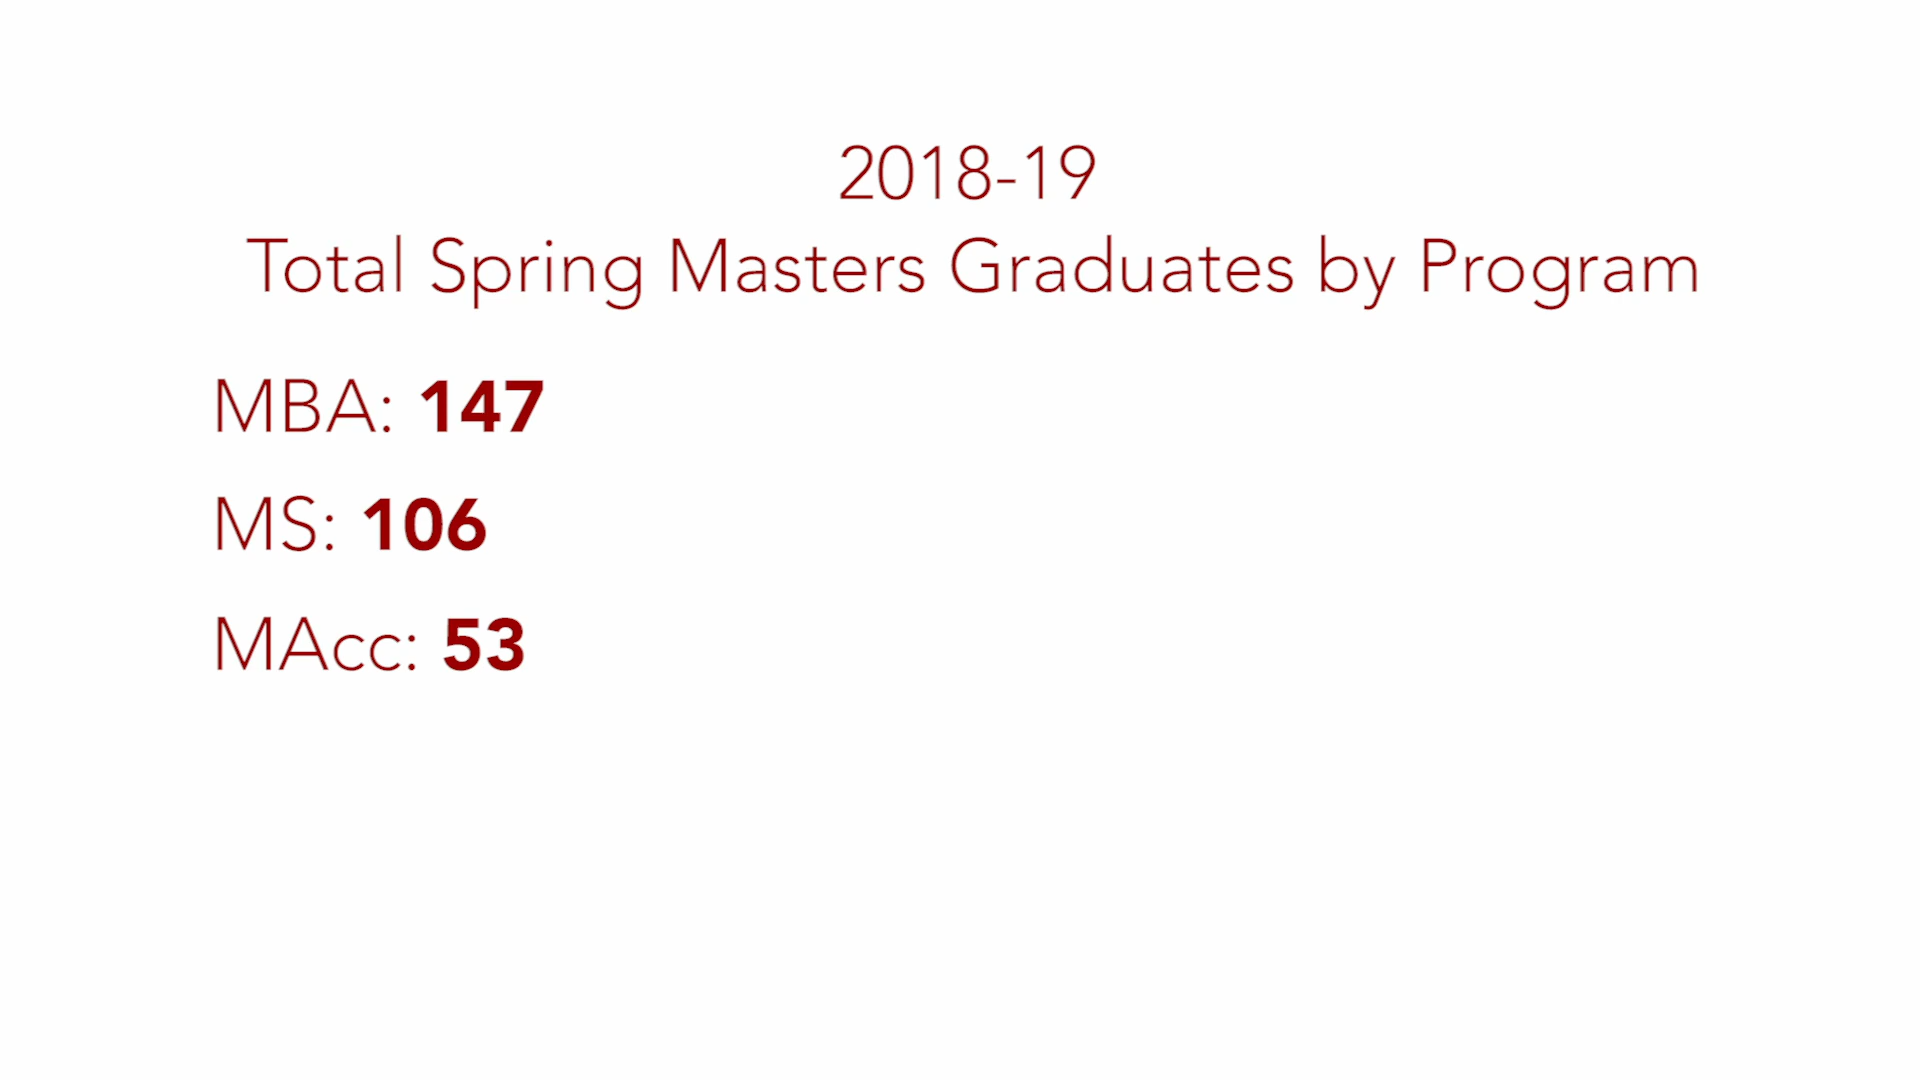 2018-19
Total Spring Masters Graduates by Program
MBA: 147
MS: 106
MAcc: 53